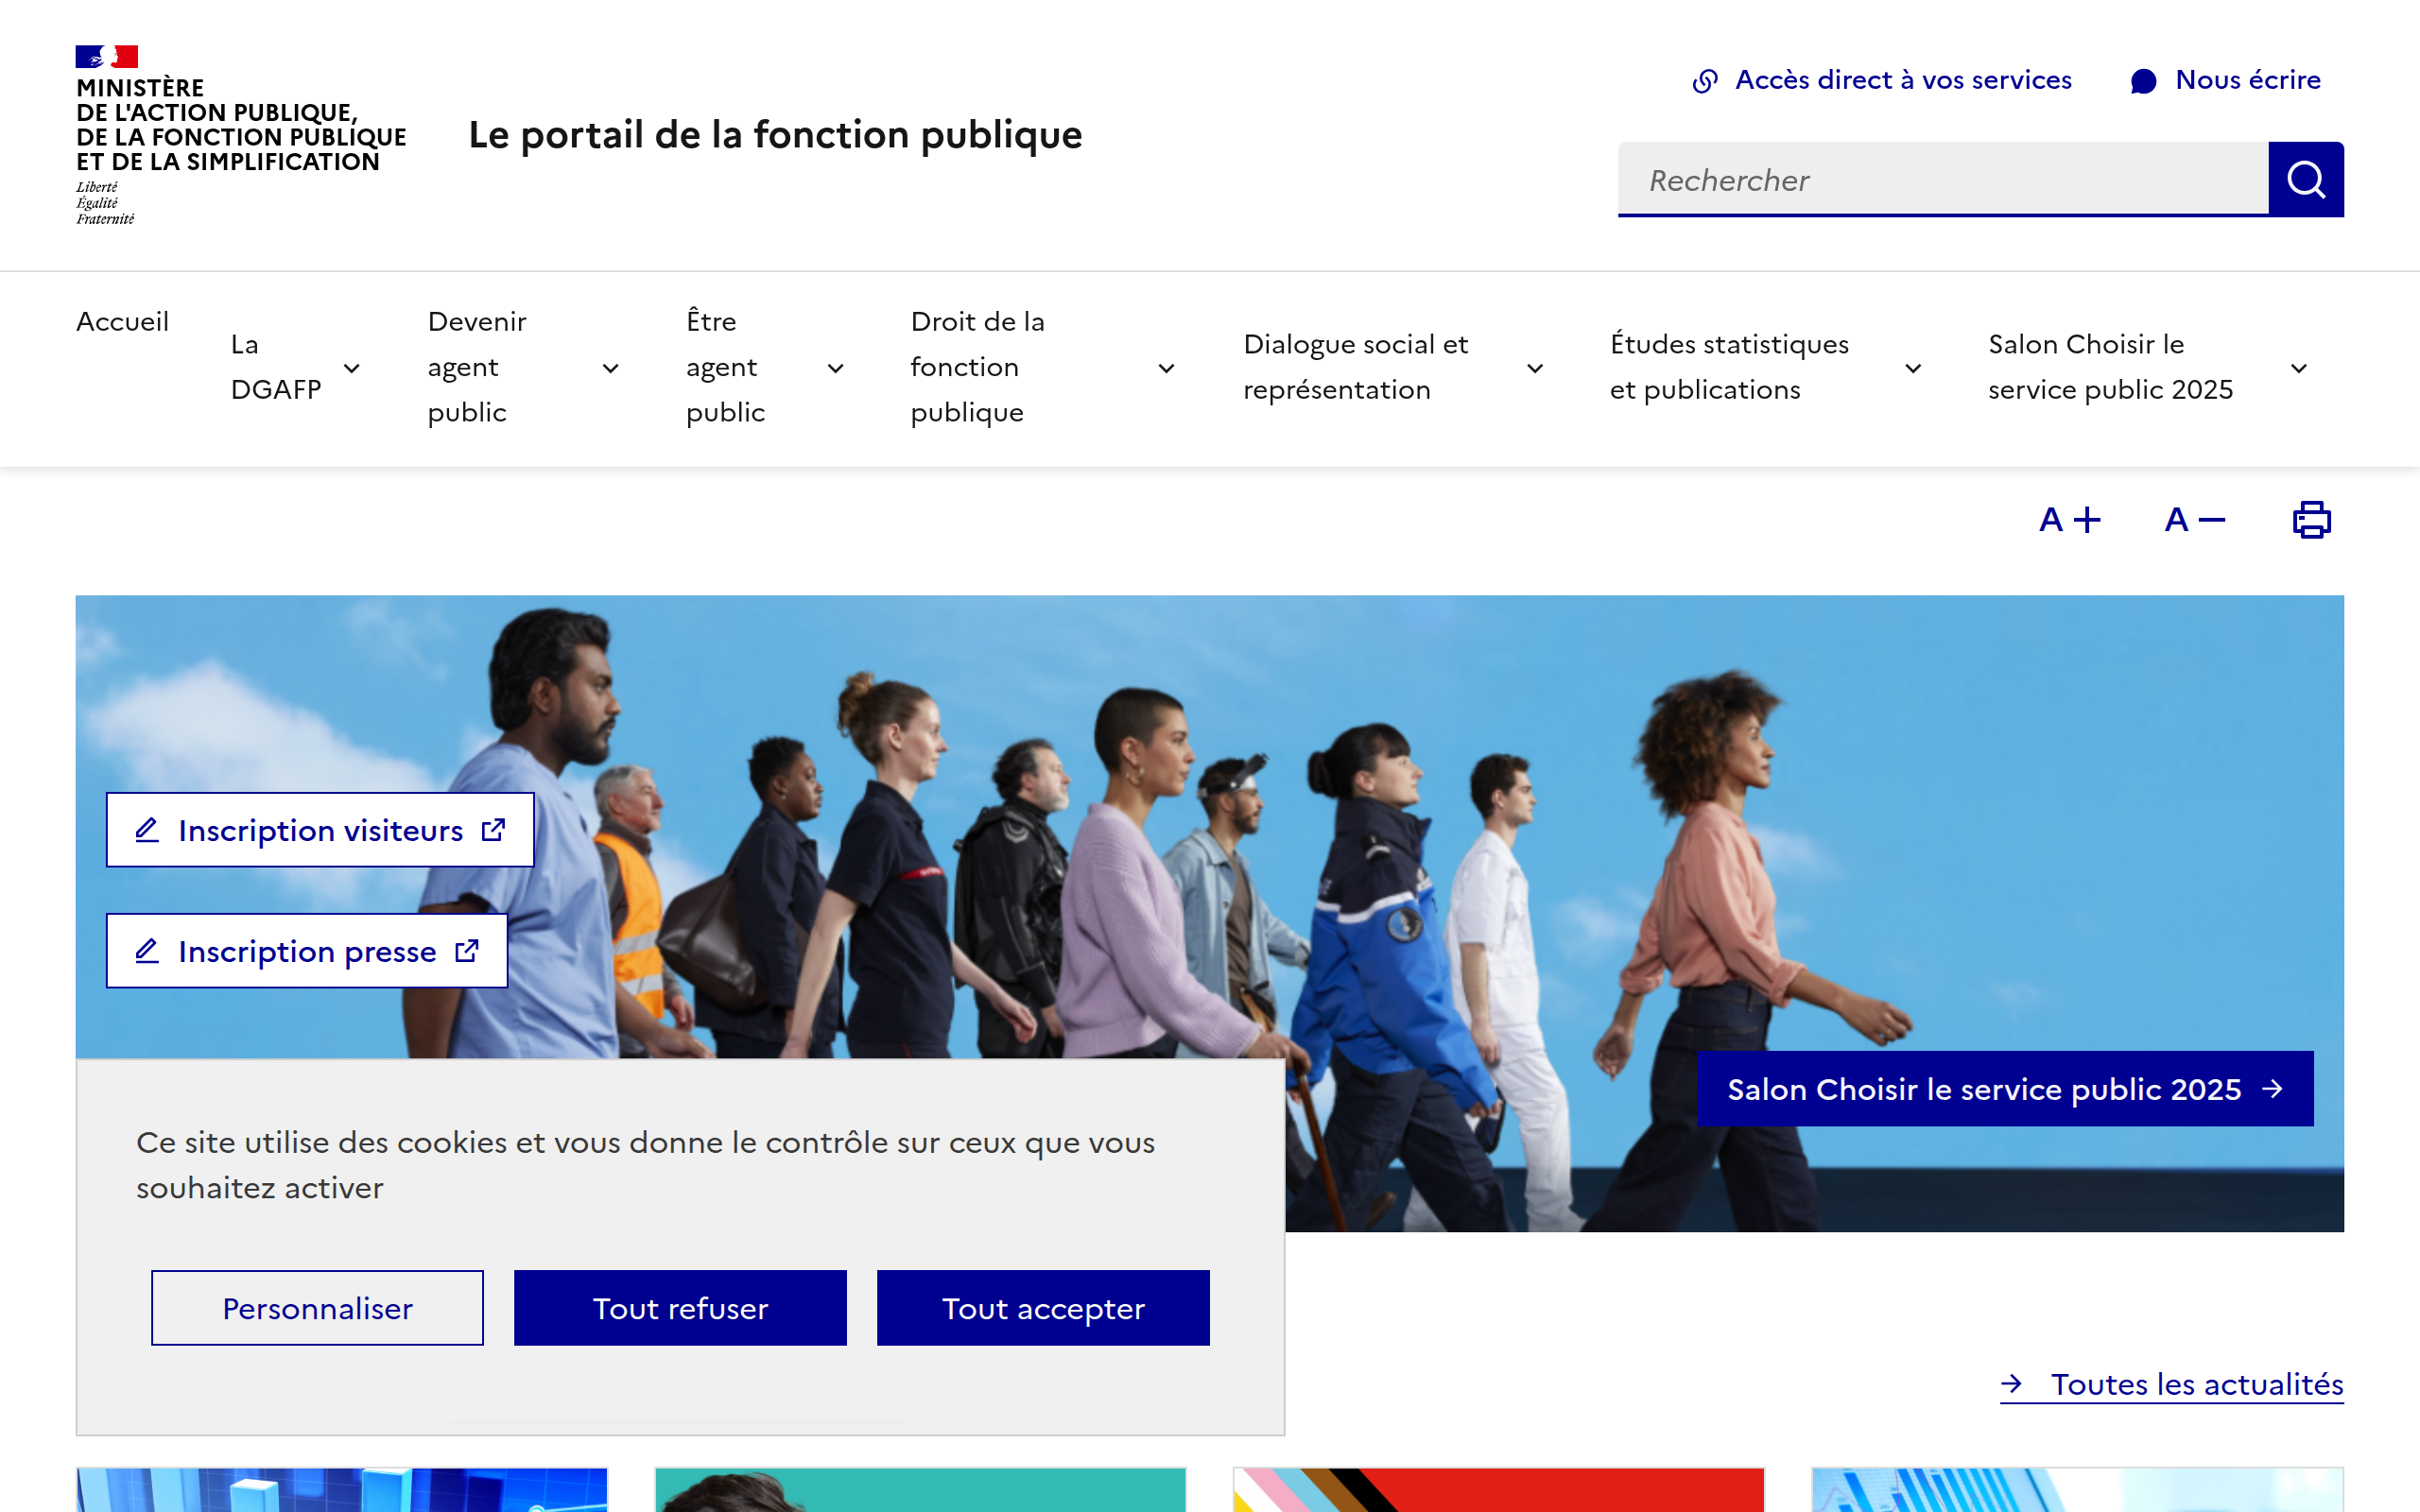 MINISTÈRE
DE L'ACTION PUBLIQUE,
DE LA FONCTION PUBLIQUE
ET DE LA SIMPLIFICATION
Liberté
Égalité
Fraternité
Le portail de la fonction publique
Accès direct à vos services
Nous écrire
Rechercher
Accueil
La
DGAFP
Devenir
agent
public
Être
agent
public
Droit de la
fonction
publique
Dialogue social et
représentation
Études statistiques
et publications
Salon Choisir le
service public 2025
A +
A −
Inscription visiteurs
Inscription presse
Salon Choisir le service public 2025
Ce site utilise des cookies et vous donne le contrôle sur ceux que vous
souhaitez activer
Personnaliser
Tout refuser
Tout accepter
Toutes les actualités